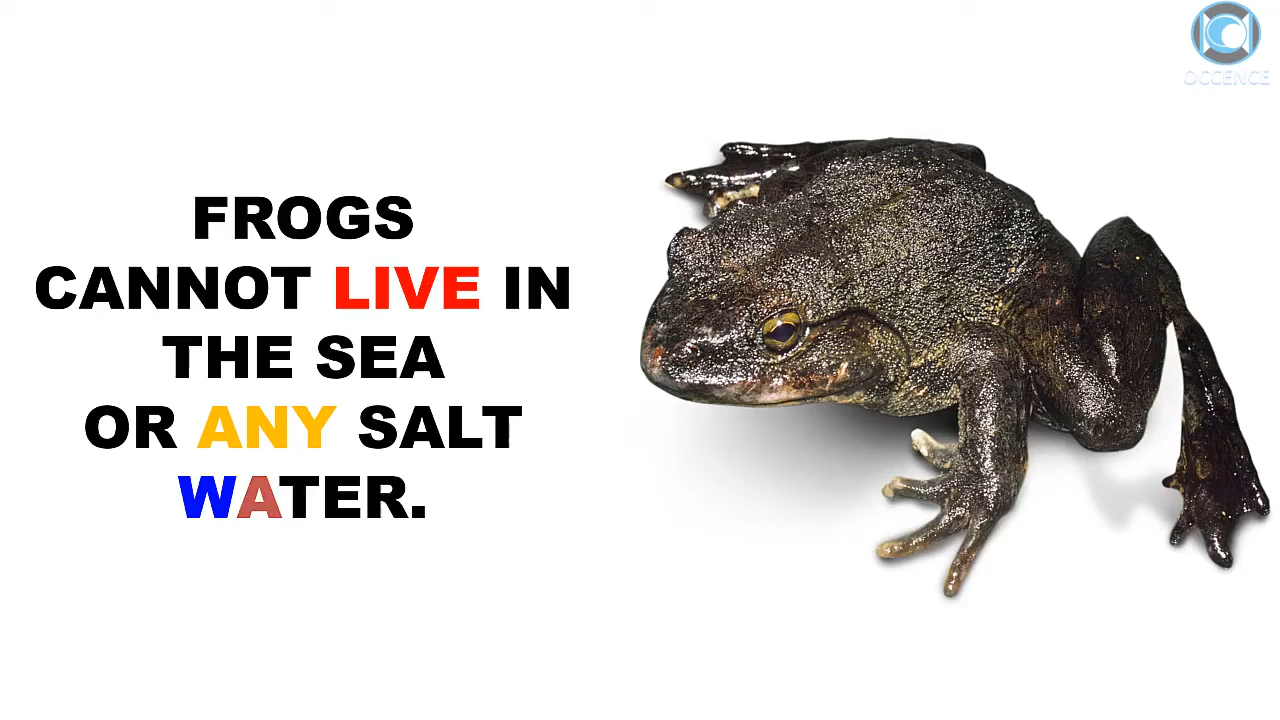 OCCENCE
FROGS
CANNOT LIVE IN
THE SEA
OR ANY SALT
WATER.